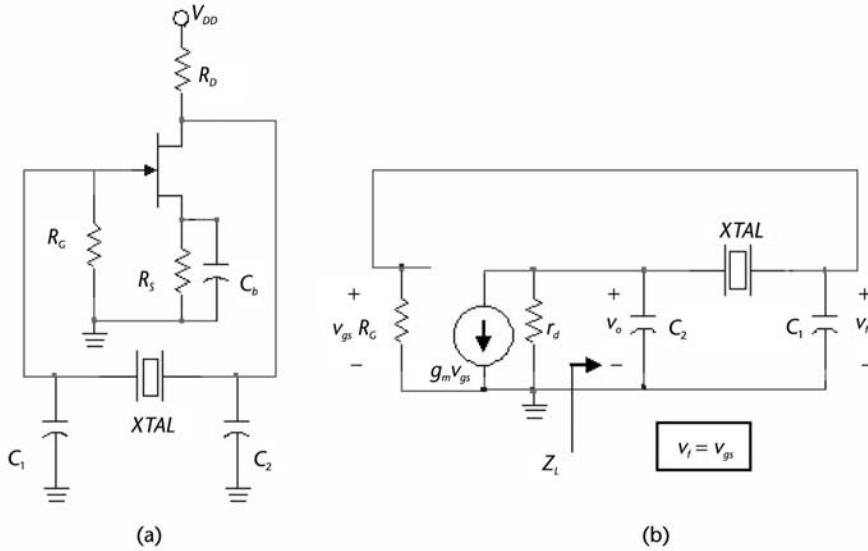 V_DD
R_D
R_G
R_S
C_b
XTAL
C_1
C_2
(a)
XTAL
+
v_gs R_G
−
g_m v_gs
r_d
+
v_o
−
C_2
C_1
+
v_f
−
Z_L
v_f = v_gs
(b)